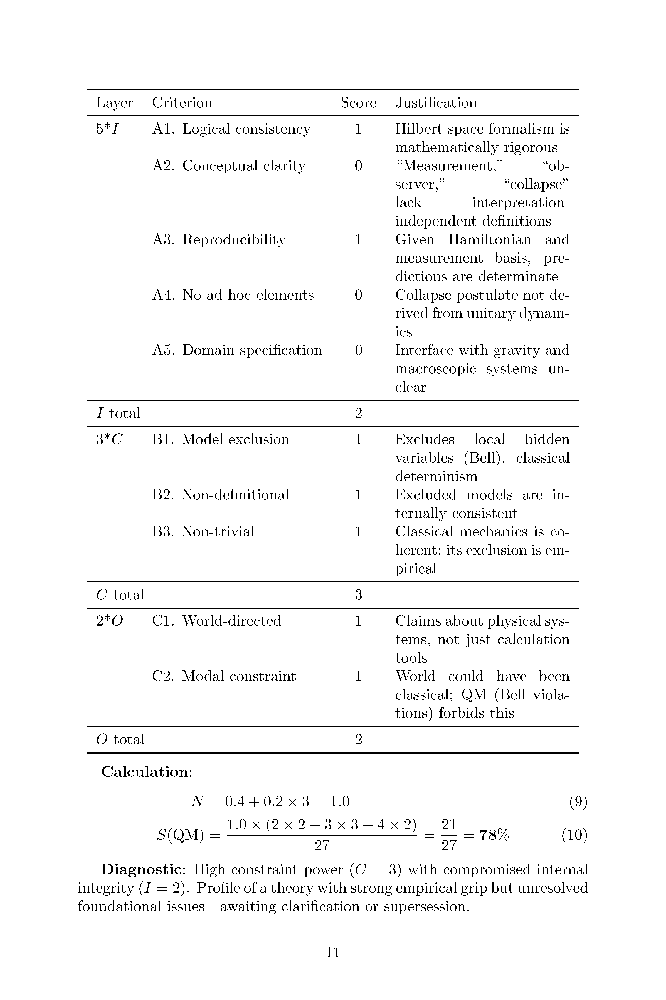 Layer Criterion Score Justification
5*I A1. Logical consistency 1 Hilbert space formalism is
mathematically rigorous
A2. Conceptual clarity 0 “Measurement,” “ob-
server,” “collapse”
lack interpretation-
independent definitions
A3. Reproducibility 1 Given Hamiltonian and
measurement basis, pre-
dictions are determinate
A4. No ad hoc elements 0 Collapse postulate not de-
rived from unitary dynam-
ics
A5. Domain specification 0 Interface with gravity and
macroscopic systems un-
clear
I total 2
3*C B1. Model exclusion 1 Excludes local hidden
variables (Bell), classical
determinism
B2. Non-definitional 1 Excluded models are in-
ternally consistent
B3. Non-trivial 1 Classical mechanics is co-
herent; its exclusion is em-
pirical
C total 3
2*O C1. World-directed 1 Claims about physical sys-
tems, not just calculation
tools
C2. Modal constraint 1 World could have been
classical; QM (Bell viola-
tions) forbids this
O total 2
Calculation:
N = 0.4 + 0.2 × 3 = 1.0 (9)
S(QM) = 1.0 × (2 × 2 + 3 × 3 + 4 × 2) / 27 = 21 / 27 = 78% (10)
Diagnostic: High constraint power (C = 3) with compromised internal
integrity (I = 2). Profile of a theory with strong empirical grip but unresolved
foundational issues—awaiting clarification or supersession.
11